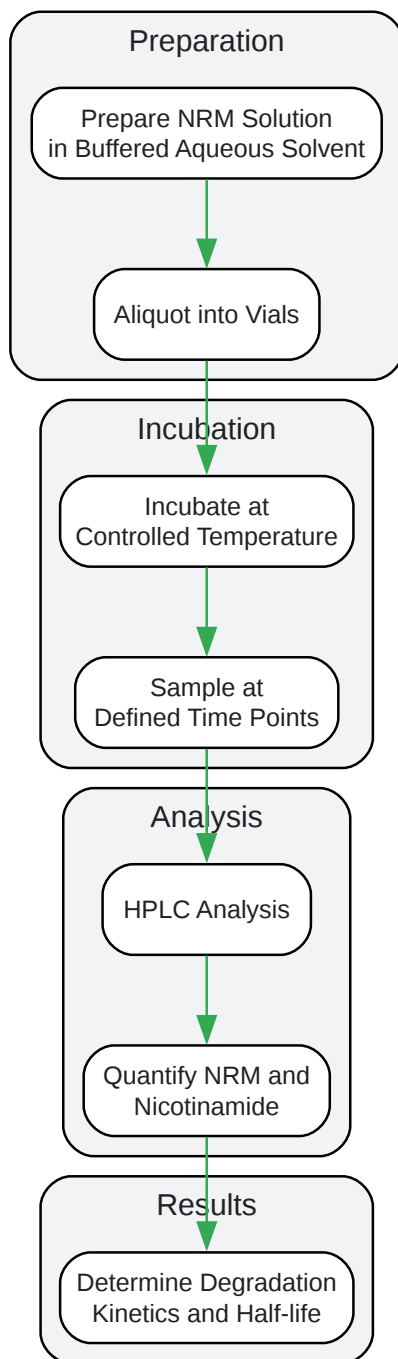 Preparation
Prepare NRM Solution
in Buffered Aqueous Solvent
Aliquot into Vials
Incubation
Incubate at
Controlled Temperature
Sample at
Defined Time Points
Analysis
HPLC Analysis
Quantify NRM and
Nicotinamide
Results
Determine Degradation
Kinetics and Half-life